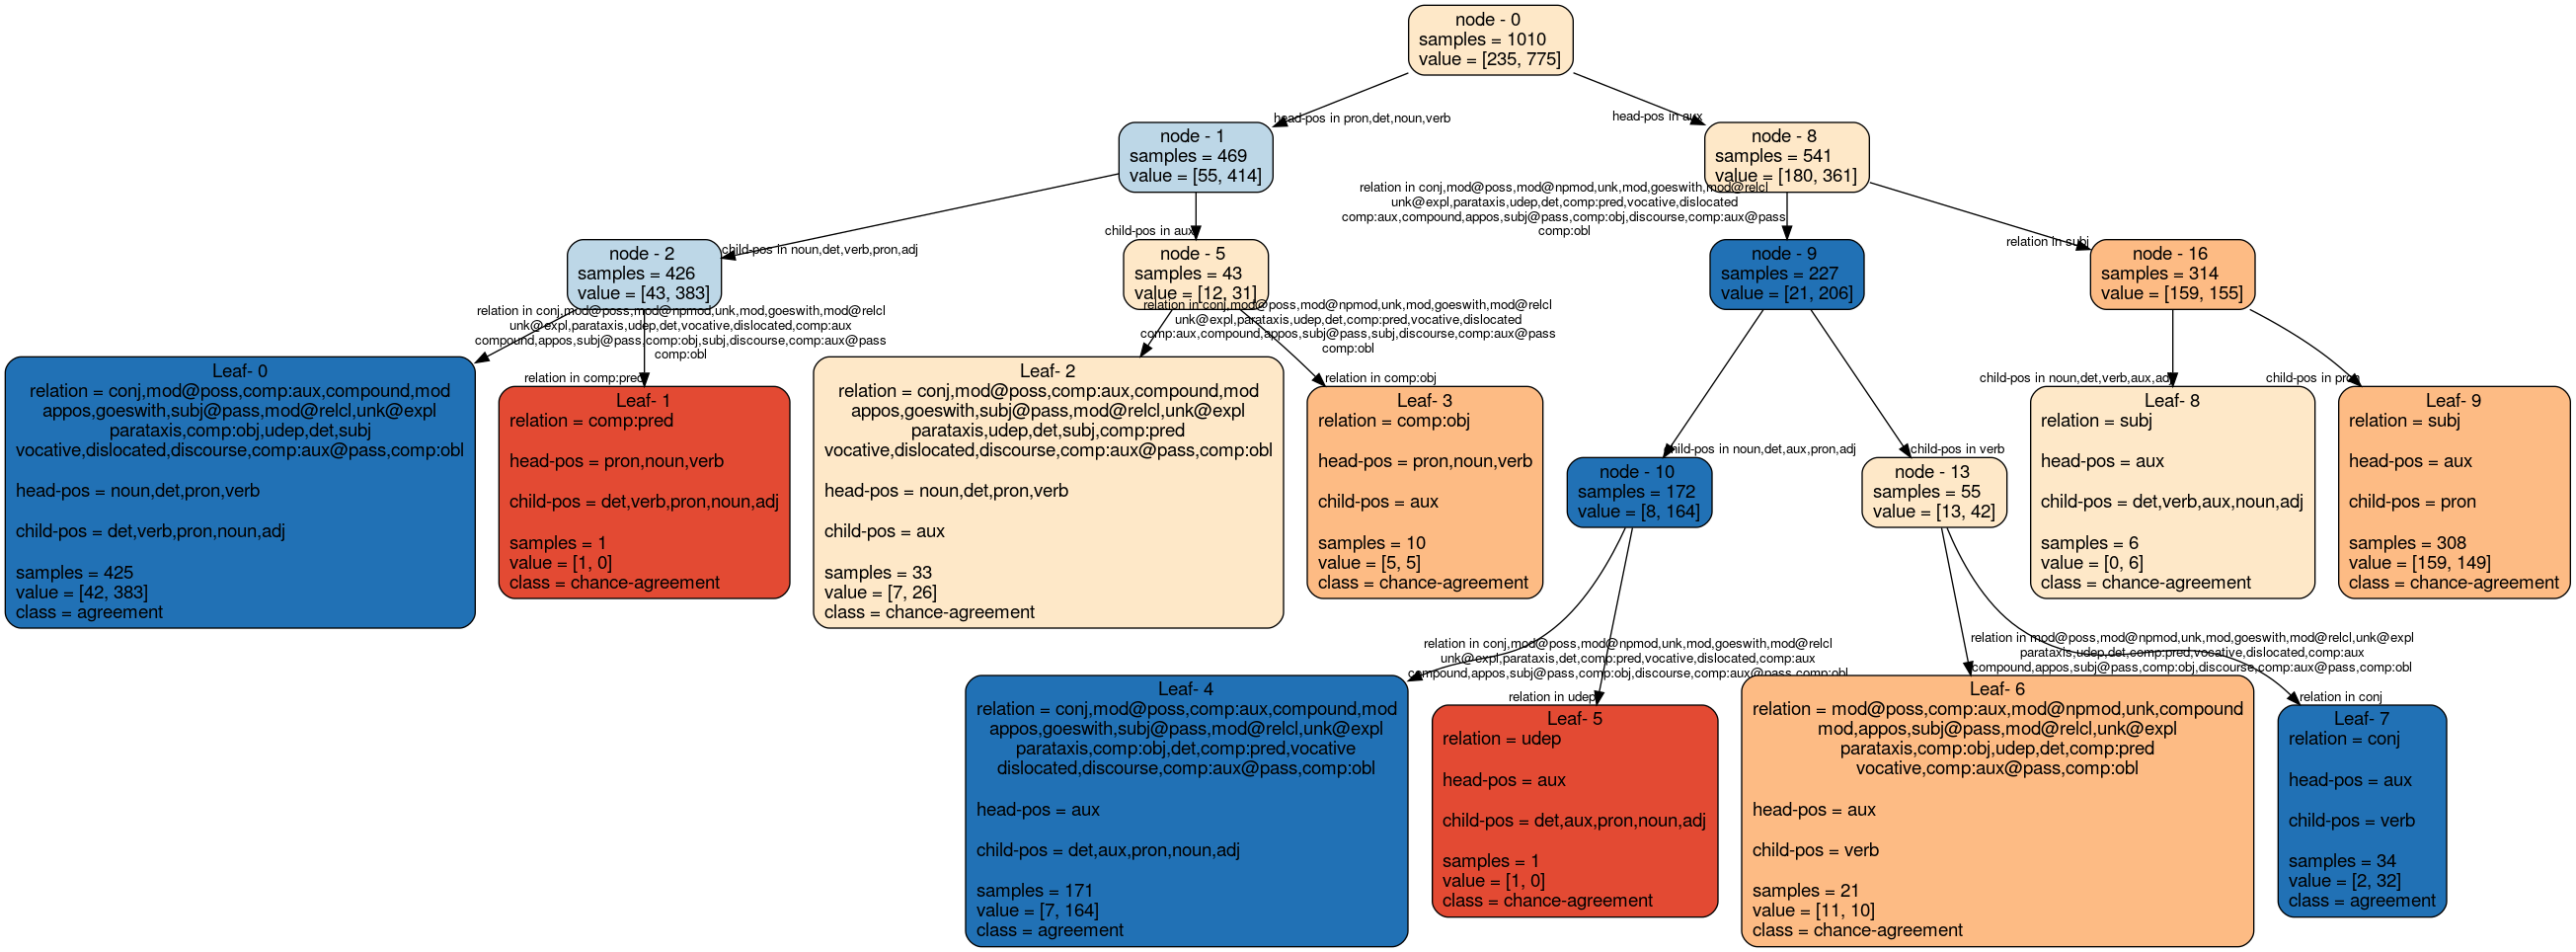 node - 0
samples = 1010
value = [235, 775]
head-pos in pron,det,noun,verb
head-pos in aux
node - 1
samples = 469
value = [55, 414]
node - 8
samples = 541
value = [180, 361]
child-pos in noun,det,verb,pron,adj
child-pos in aux
relation in conj,mod@poss,mod@npmod,unk,mod,goeswith,mod@relcl
unk@expl,parataxis,udep,det,comp:pred,vocative,dislocated
comp:aux,compound,appos,subj@pass,comp:obj,discourse,comp:aux@pass
comp:obl
relation in subj
node - 2
samples = 426
value = [43, 383]
node - 5
samples = 43
value = [12, 31]
node - 9
samples = 227
value = [21, 206]
node - 16
samples = 314
value = [159, 155]
relation in conj,mod@poss,mod@npmod,unk,mod,goeswith,mod@relcl
unk@expl,parataxis,udep,det,vocative,dislocated,comp:aux
compound,appos,subj@pass,comp:obj,subj,discourse,comp:aux@pass
comp:obl
relation in comp:pred
relation in conj,mod@poss,mod@npmod,unk,mod,goeswith,mod@relcl
unk@expl,parataxis,udep,det,comp:pred,vocative,dislocated
comp:aux,compound,appos,subj@pass,subj,discourse,comp:aux@pass
comp:obl
relation in comp:obj
child-pos in noun,det,verb,aux,adj
child-pos in pron
Leaf- 0
relation = conj,mod@poss,comp:aux,compound,mod
appos,goeswith,subj@pass,mod@relcl,unk@expl
parataxis,comp:obj,udep,det,subj
vocative,dislocated,discourse,comp:aux@pass,comp:obl
head-pos = noun,det,pron,verb
child-pos = det,verb,pron,noun,adj
samples = 425
value = [42, 383]
class = agreement
Leaf- 1
relation = comp:pred
head-pos = pron,noun,verb
child-pos = det,verb,pron,noun,adj
samples = 1
value = [1, 0]
class = chance-agreement
Leaf- 2
relation = conj,mod@poss,comp:aux,compound,mod
appos,goeswith,subj@pass,mod@relcl,unk@expl
parataxis,udep,det,subj,comp:pred
vocative,dislocated,discourse,comp:aux@pass,comp:obl
head-pos = noun,det,pron,verb
child-pos = aux
samples = 33
value = [7, 26]
class = chance-agreement
Leaf- 3
relation = comp:obj
head-pos = pron,noun,verb
child-pos = aux
samples = 10
value = [5, 5]
class = chance-agreement
Leaf- 8
relation = subj
head-pos = aux
child-pos = det,verb,aux,noun,adj
samples = 6
value = [0, 6]
class = chance-agreement
Leaf- 9
relation = subj
head-pos = aux
child-pos = pron
samples = 308
value = [159, 149]
class = chance-agreement
child-pos in noun,det,aux,pron,adj
child-pos in verb
node - 10
samples = 172
value = [8, 164]
node - 13
samples = 55
value = [13, 42]
relation in conj,mod@poss,mod@npmod,unk,mod,goeswith,mod@relcl
unk@expl,parataxis,det,comp:pred,vocative,dislocated,comp:aux
compound,appos,subj@pass,comp:obj,discourse,comp:aux@pass,comp:obl
relation in udep
relation in mod@poss,mod@npmod,unk,mod,goeswith,mod@relcl,unk@expl
parataxis,udep,det,comp:pred,vocative,dislocated,comp:aux
compound,appos,subj@pass,comp:obj,discourse,comp:aux@pass,comp:obl
relation in conj
Leaf- 4
relation = conj,mod@poss,comp:aux,compound,mod
appos,goeswith,subj@pass,mod@relcl,unk@expl
parataxis,comp:obj,det,comp:pred,vocative
dislocated,discourse,comp:aux@pass,comp:obl
head-pos = aux
child-pos = det,aux,pron,noun,adj
samples = 171
value = [7, 164]
class = agreement
Leaf- 5
relation = udep
head-pos = aux
child-pos = det,aux,pron,noun,adj
samples = 1
value = [1, 0]
class = chance-agreement
Leaf- 6
relation = mod@poss,comp:aux,mod@npmod,unk,compound
mod,appos,subj@pass,mod@relcl,unk@expl
parataxis,comp:obj,udep,det,comp:pred
vocative,comp:aux@pass,comp:obl
head-pos = aux
child-pos = verb
samples = 21
value = [11, 10]
class = chance-agreement
Leaf- 7
relation = conj
head-pos = aux
child-pos = verb
samples = 34
value = [2, 32]
class = agreement